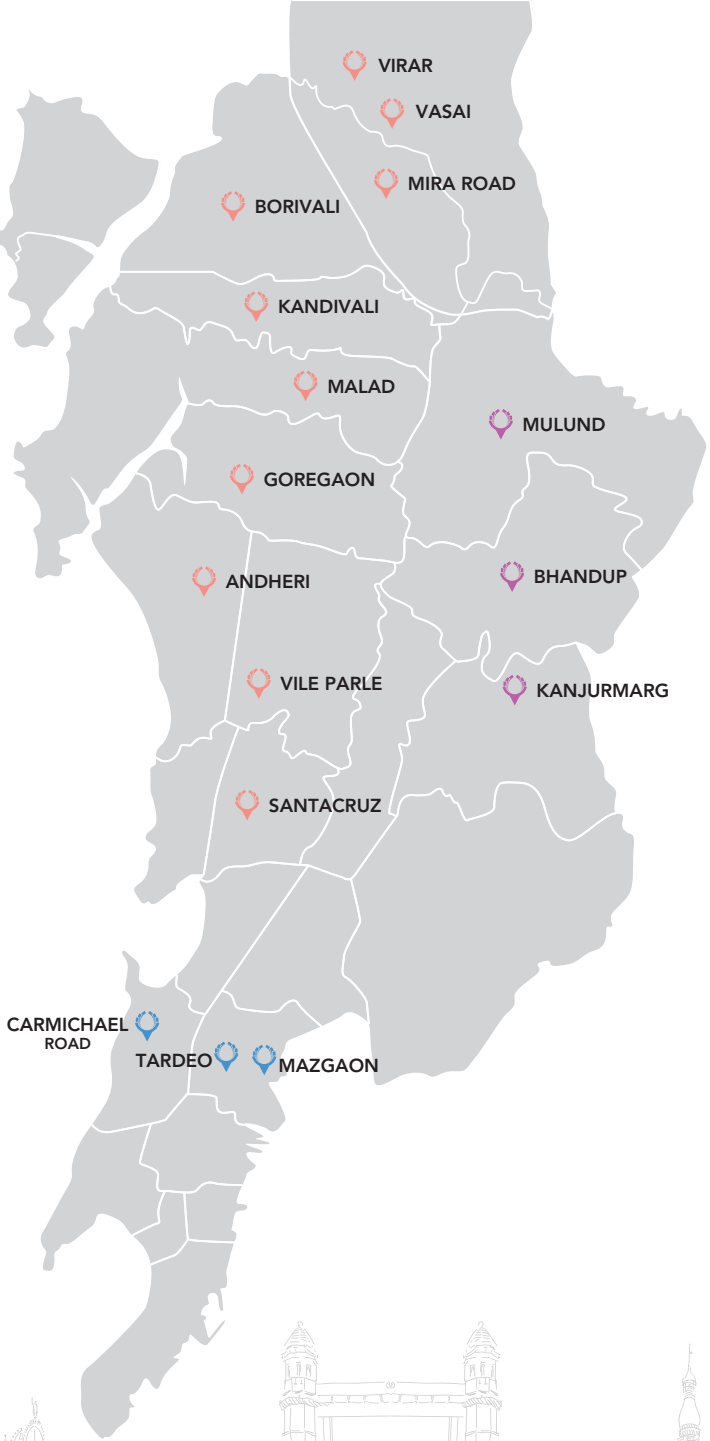 VIRAR
VASAI
MIRA ROAD
BORIVALI
KANDIVALI
MALAD
MULUND
GOREGAON
BHANDUP
ANDHERI
VILE PARLE
KANJURMARG
SANTACRUZ
CARMICHAEL
ROAD
TARDEO
MAZGAON